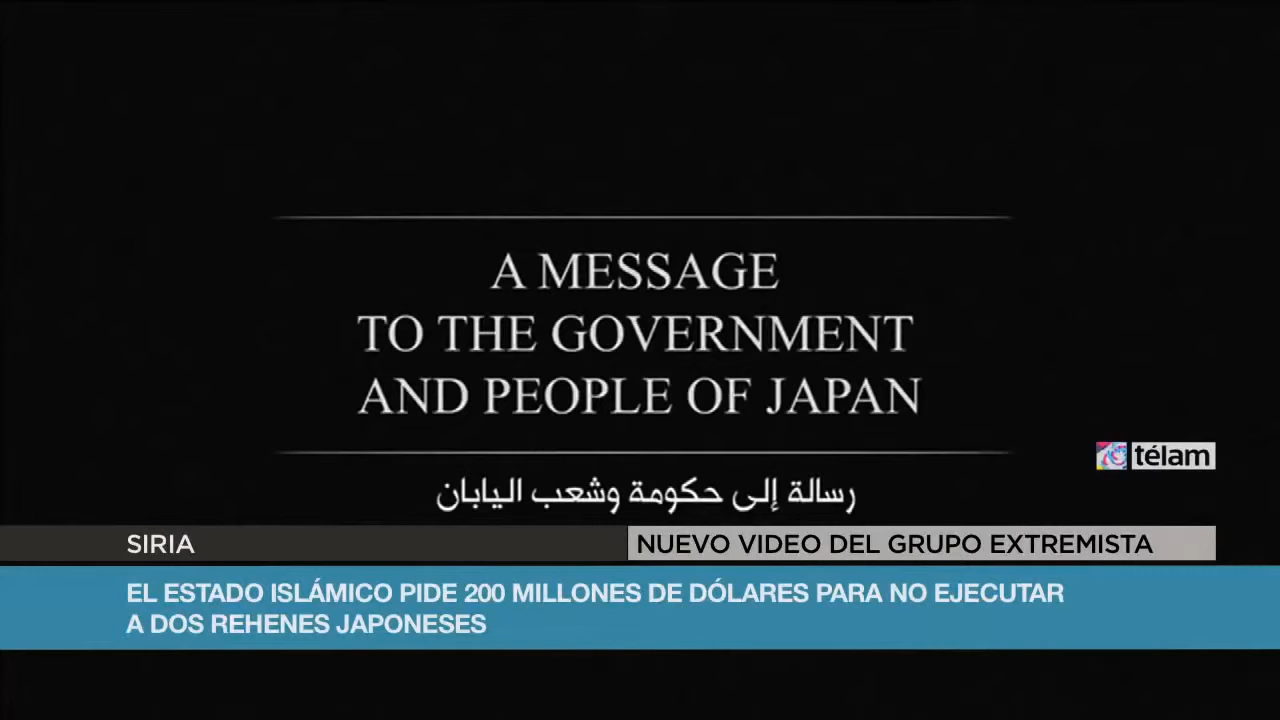 A MESSAGE
TO THE GOVERNMENT
AND PEOPLE OF JAPAN
رسالة إلى حكومة وشعب اليابان
télam
SIRIA
NUEVO VIDEO DEL GRUPO EXTREMISTA
EL ESTADO ISLÁMICO PIDE 200 MILLONES DE DÓLARES PARA NO EJECUTAR
A DOS REHENES JAPONESES